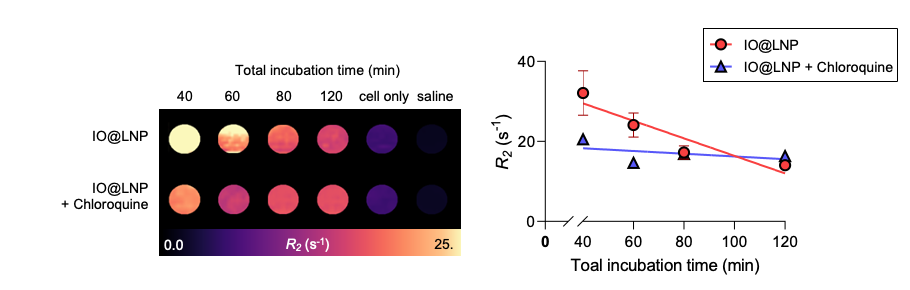 Total incubation time (min)
40 60 80 120 cell only saline
IO@LNP
IO@LNP
+ Chloroquine
0.0 R2 (s-1) 25.
IO@LNP
IO@LNP + Chloroquine
40
20
0
R2 (s-1)
0 40 60 80 100 120
Toal incubation time (min)